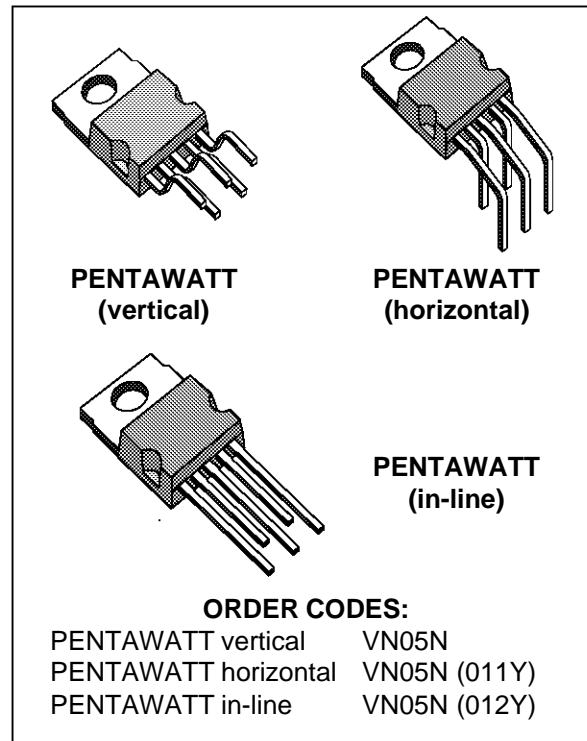 PENTAWATT
(vertical)
PENTAWATT
(horizontal)
PENTAWATT
(in-line)
ORDER CODES:
PENTAWATT vertical VN05N
PENTAWATT horizontal VN05N (011Y)
PENTAWATT in-line VN05N (012Y)